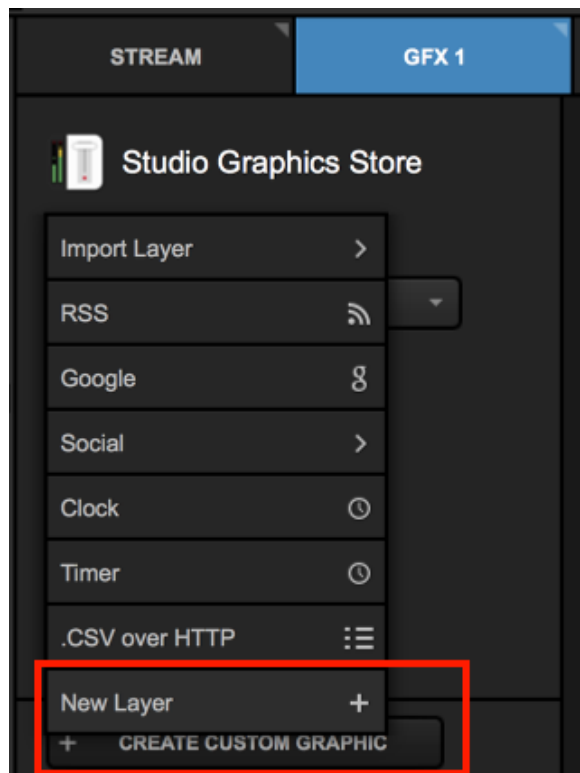 STREAM
GFX 1
Studio Graphics Store
Import Layer
RSS
Google
Social
Clock
Timer
.CSV over HTTP
New Layer +
+ CREATE CUSTOM GRAPHIC